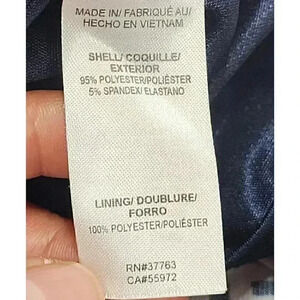 MADE IN/ FABRIQUÉ AU/
HECHO EN VIETNAM
SHELL/ COQUILLE/
EXTERIOR
95% POLYESTER/POLIÉSTER
5% SPANDEX/ ELASTANO
LINING/ DOUBLURE/
FORRO
100% POLYESTER/POLIÉSTER
RN#37763
CA#55972